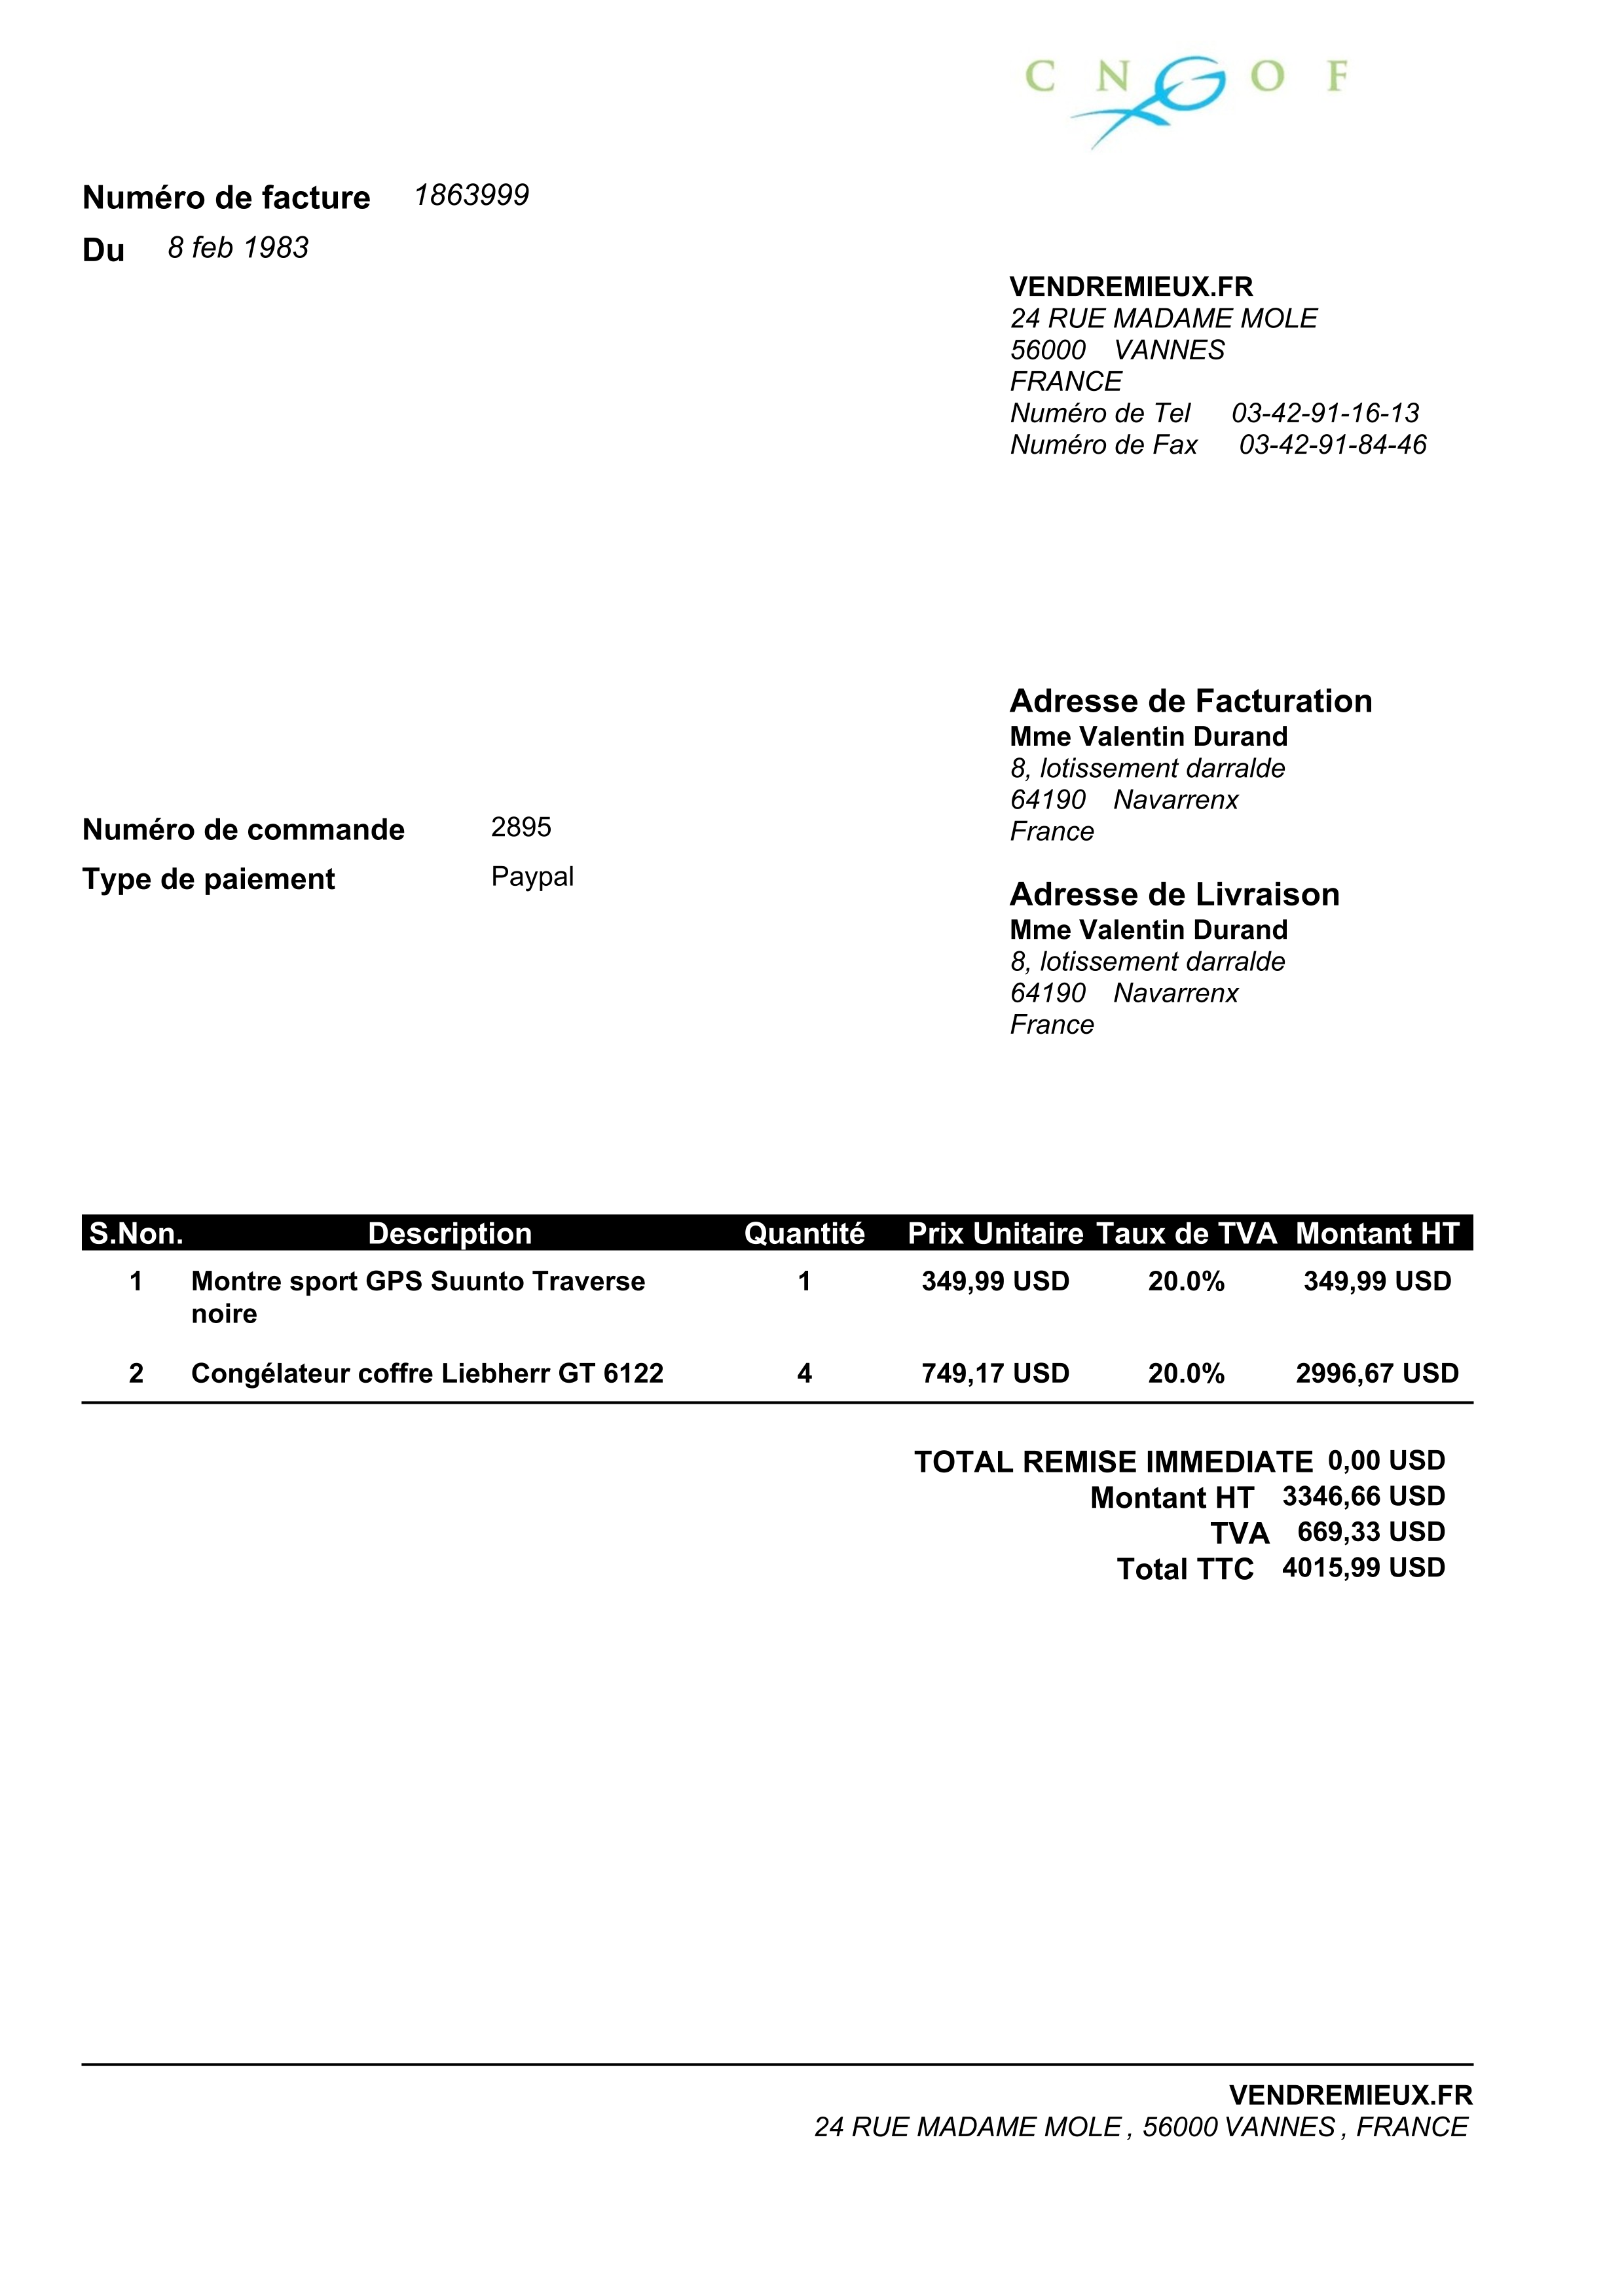 C N G O F
Numéro de facture 1863999
Du 8 feb 1983
VENDREMIEUX.FR
24 RUE MADAME MOLE
56000 VANNES
FRANCE
Numéro de Tel 03-42-91-16-13
Numéro de Fax 03-42-91-84-46
Adresse de Facturation
Mme Valentin Durand
8, lotissement darralde
64190 Navarrenx
France
Numéro de commande 2895
Type de paiement Paypal
Adresse de Livraison
Mme Valentin Durand
8, lotissement darralde
64190 Navarrenx
France
S.Non. Description Quantité Prix Unitaire Taux de TVA Montant HT
1 Montre sport GPS Suunto Traverse 1 349,99 USD 20.0% 349,99 USD
noire
2 Congélateur coffre Liebherr GT 6122 4 749,17 USD 20.0% 2996,67 USD
TOTAL REMISE IMMEDIATE 0,00 USD
Montant HT 3346,66 USD
TVA 669,33 USD
Total TTC 4015,99 USD
VENDREMIEUX.FR
24 RUE MADAME MOLE , 56000 VANNES , FRANCE